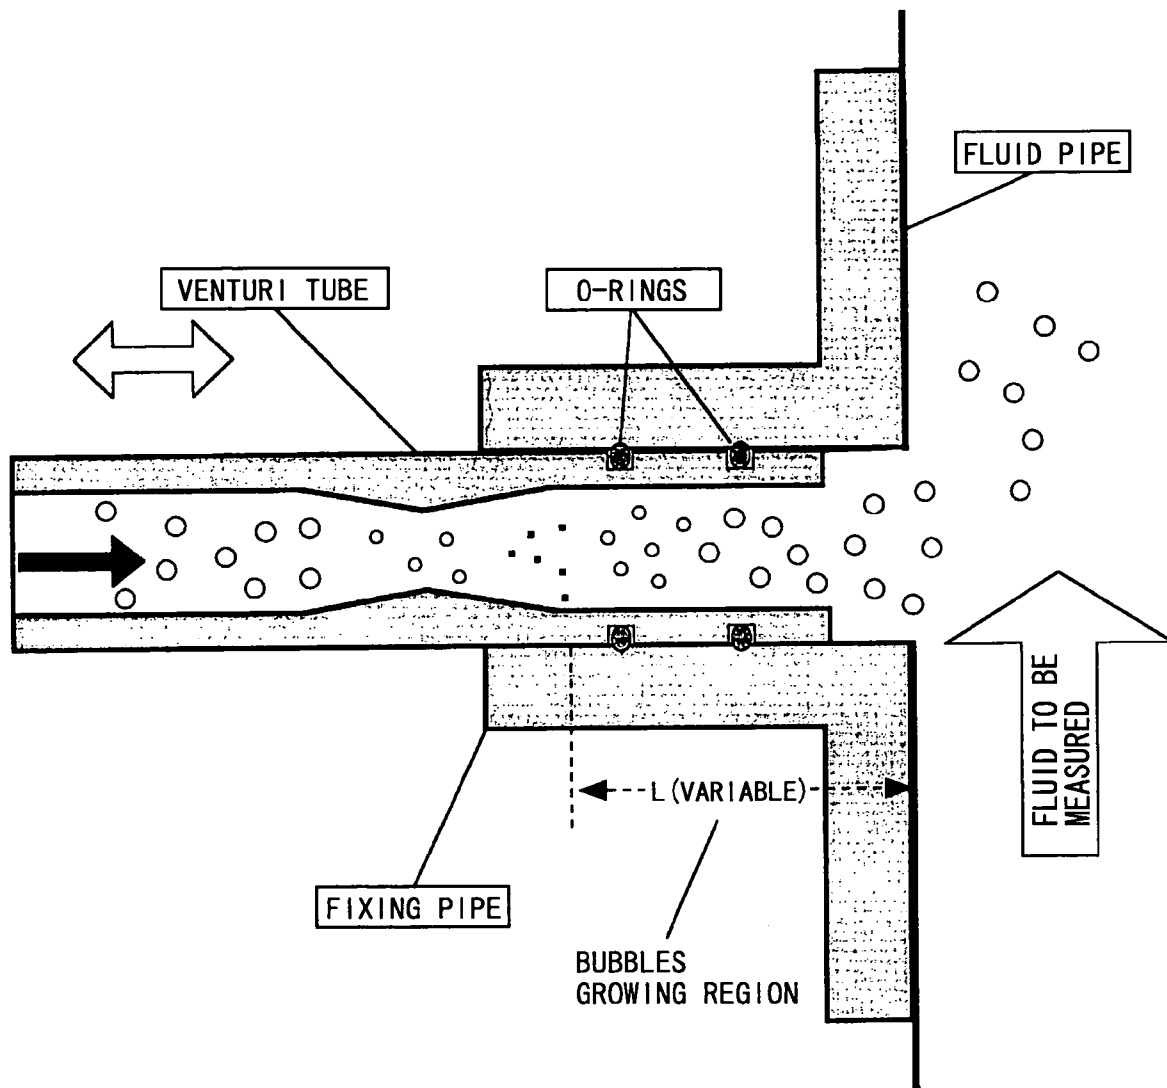 FLUID PIPE
VENTURI TUBE
O-RINGS
FLUID TO BE
MEASURED
L(VARIABLE)
FIXING PIPE
BUBBLES
GROWING REGION